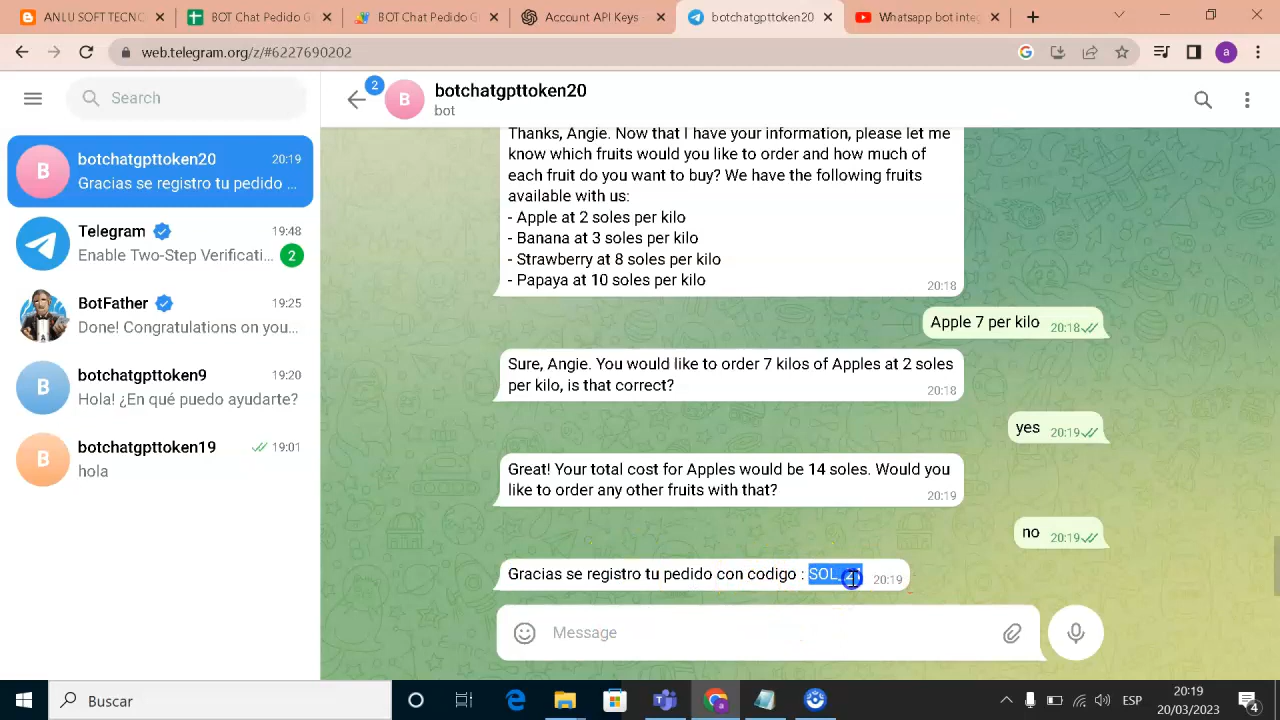 ANLU SOFT TECNO
BOT Chat Pedido G
BOT Chat Pedido G
Account API Keys
botchatgpttoken20
Whatsapp bot inte
web.telegram.org/z/#6227690202
a
Search
2
B
botchatgpttoken20
bot
B
botchatgpttoken20
20:19
Gracias se registro tu pedido ...
Telegram
19:48
Enable Two-Step Verificati...
2
BotFather
19:25
Done! Congratulations on you...
B
botchatgpttoken9
19:20
Hola! ¿En qué puedo ayudarte?
B
botchatgpttoken19
19:01
hola
Thanks, Angie. Now that I have your information, please let me
know which fruits would you like to order and how much of
each fruit do you want to buy? We have the following fruits
available with us:
- Apple at 2 soles per kilo
- Banana at 3 soles per kilo
- Strawberry at 8 soles per kilo
- Papaya at 10 soles per kilo
20:18
Apple 7 per kilo
20:18
Sure, Angie. You would like to order 7 kilos of Apples at 2 soles
per kilo, is that correct?
20:18
yes
20:19
Great! Your total cost for Apples would be 14 soles. Would you
like to order any other fruits with that?
20:19
no
20:19
Gracias se registro tu pedido con codigo :
20:19
Message
Buscar
ESP
20:19
20/03/2023
4